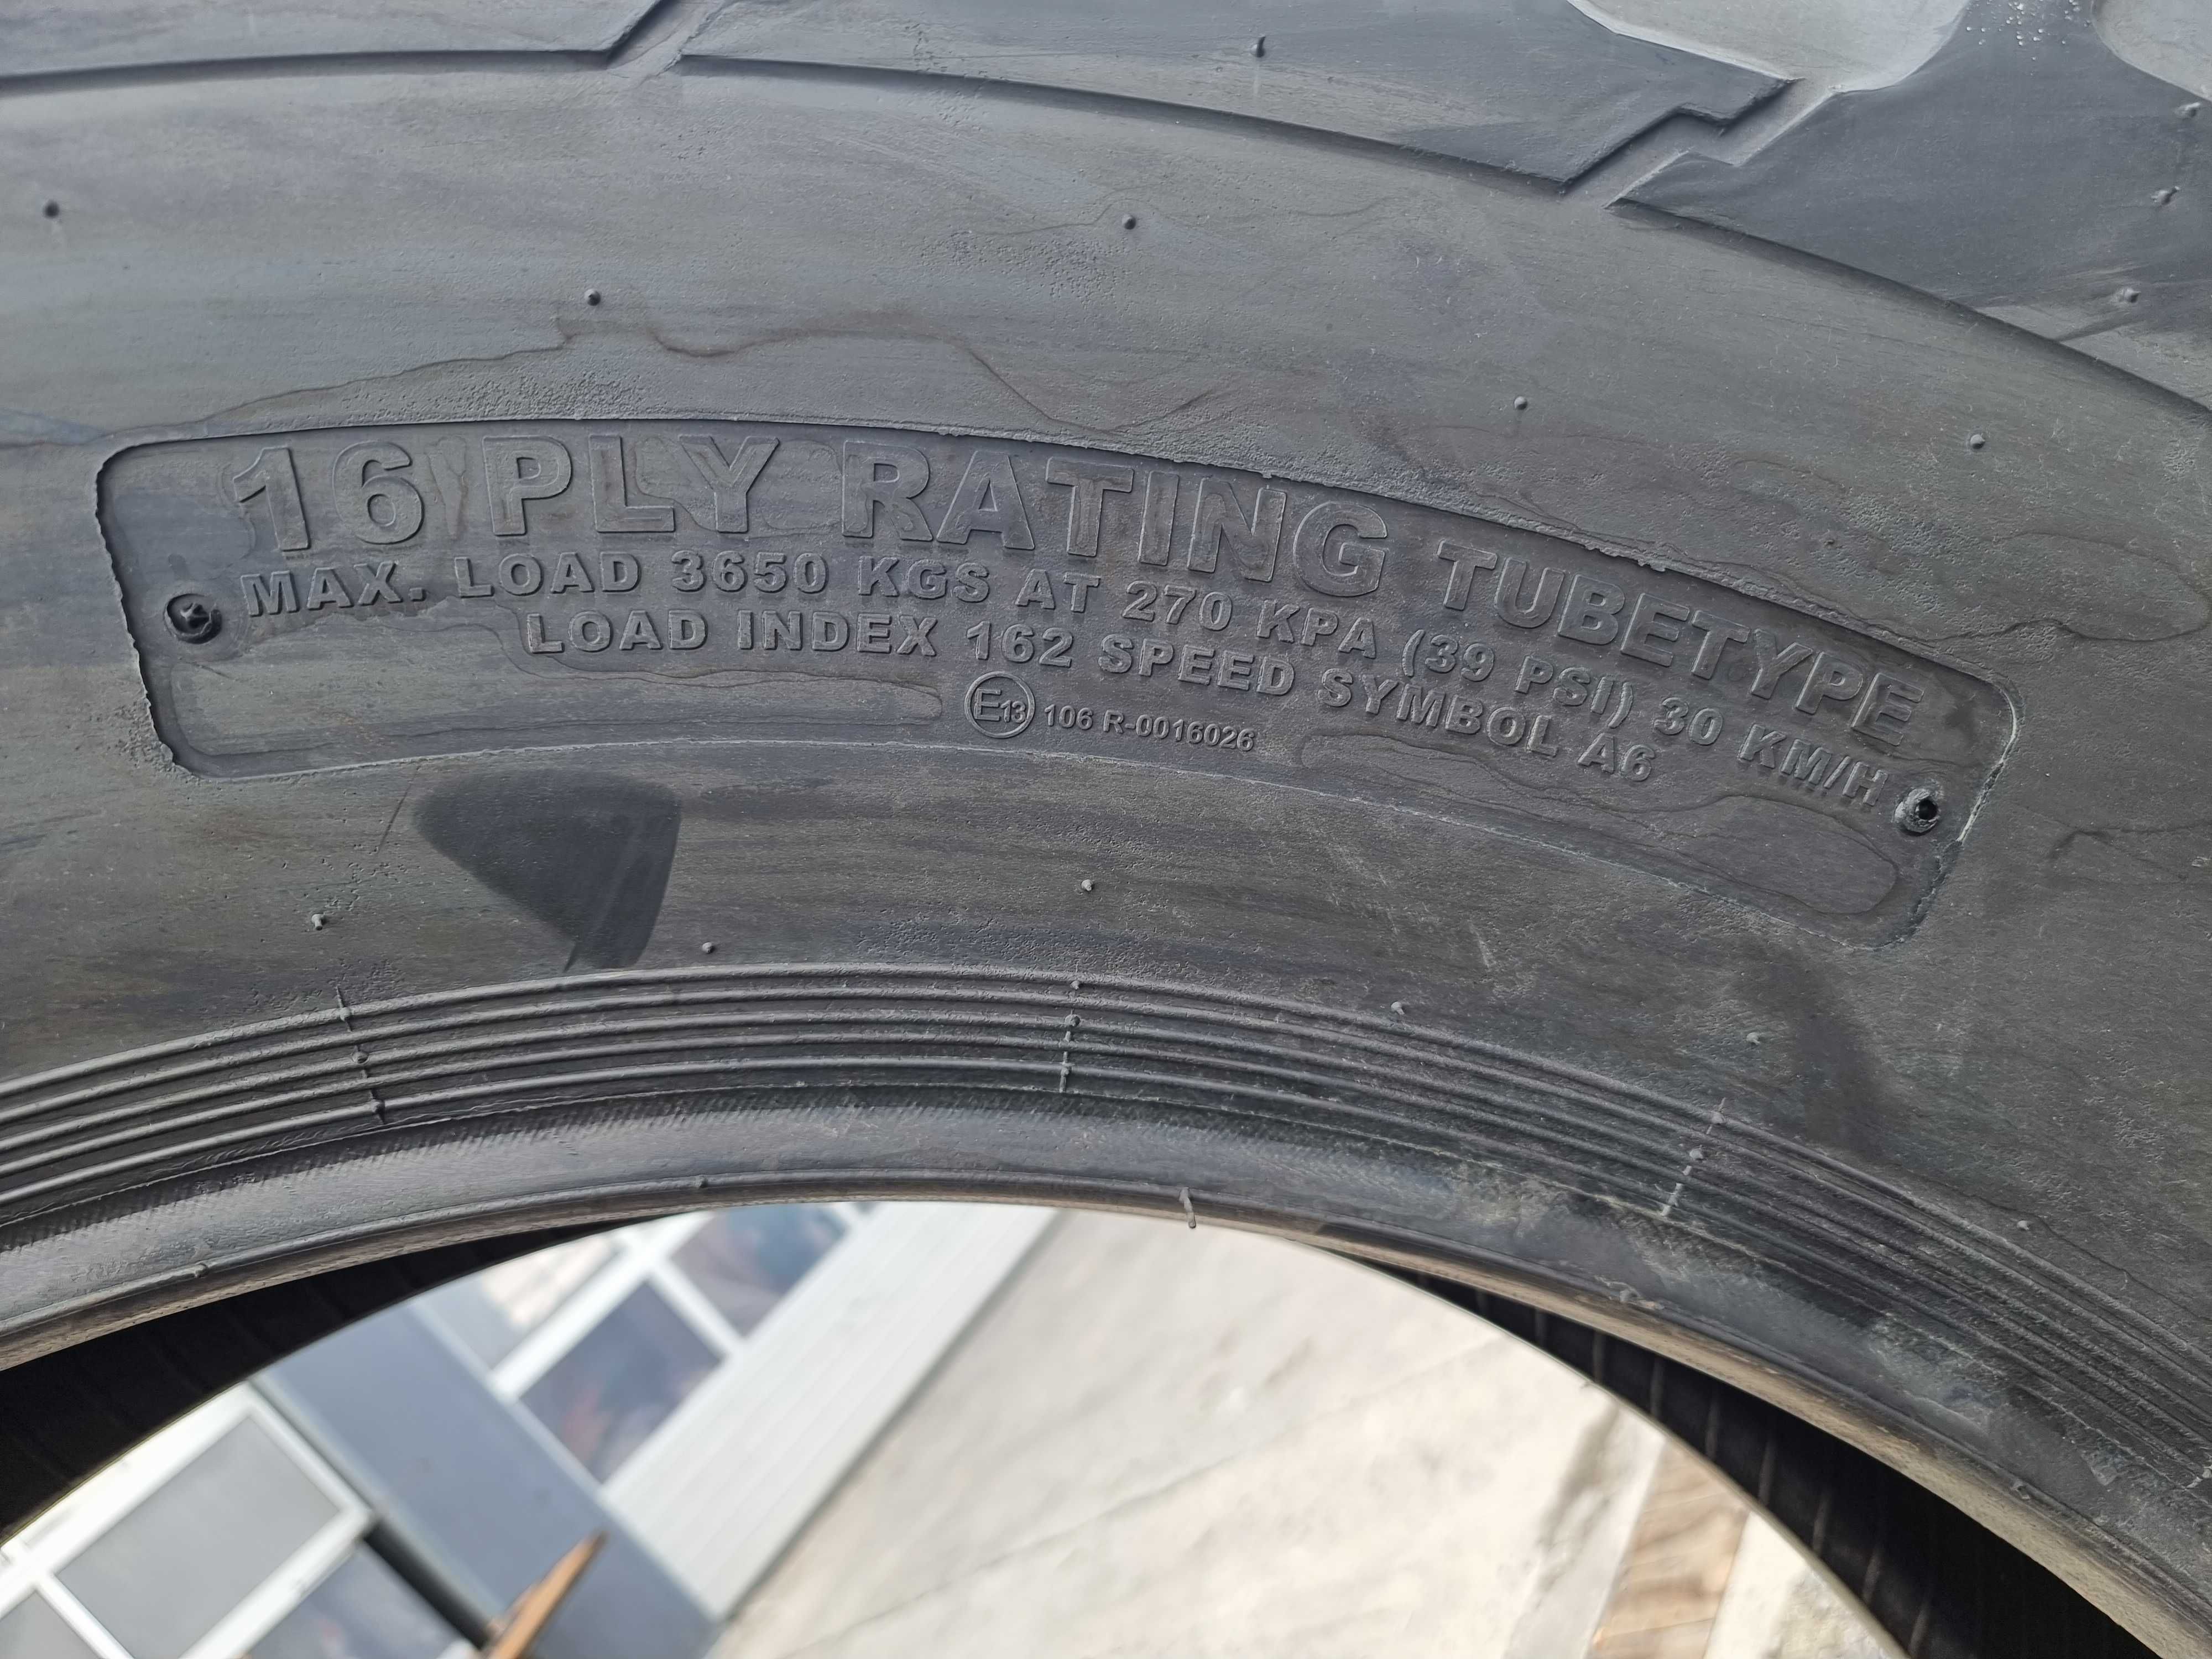 16 PLY RATING TUBETYPE
MAX. LOAD 3650 KGS AT 270 KPA (39 PSI) 30 KM/H
LOAD INDEX 162 SPEED SYMBOL A6
E13 106 R-0016026